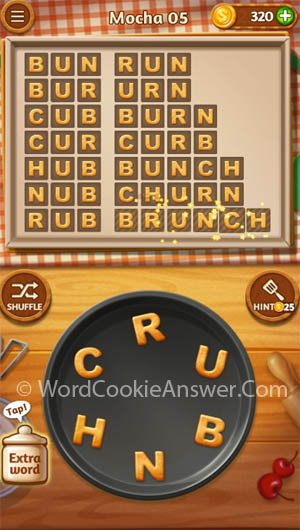 Mocha 05
320
BUN RUN
BUR URN
CUB BURN
CUR CURB
HUB BUNCH
NUB CHURN
RUB BRUNCH
SHUFFLE
HINT 25
R
C U
© WordCookieAnswer.Com
H B
N
Tap!
Extra
word